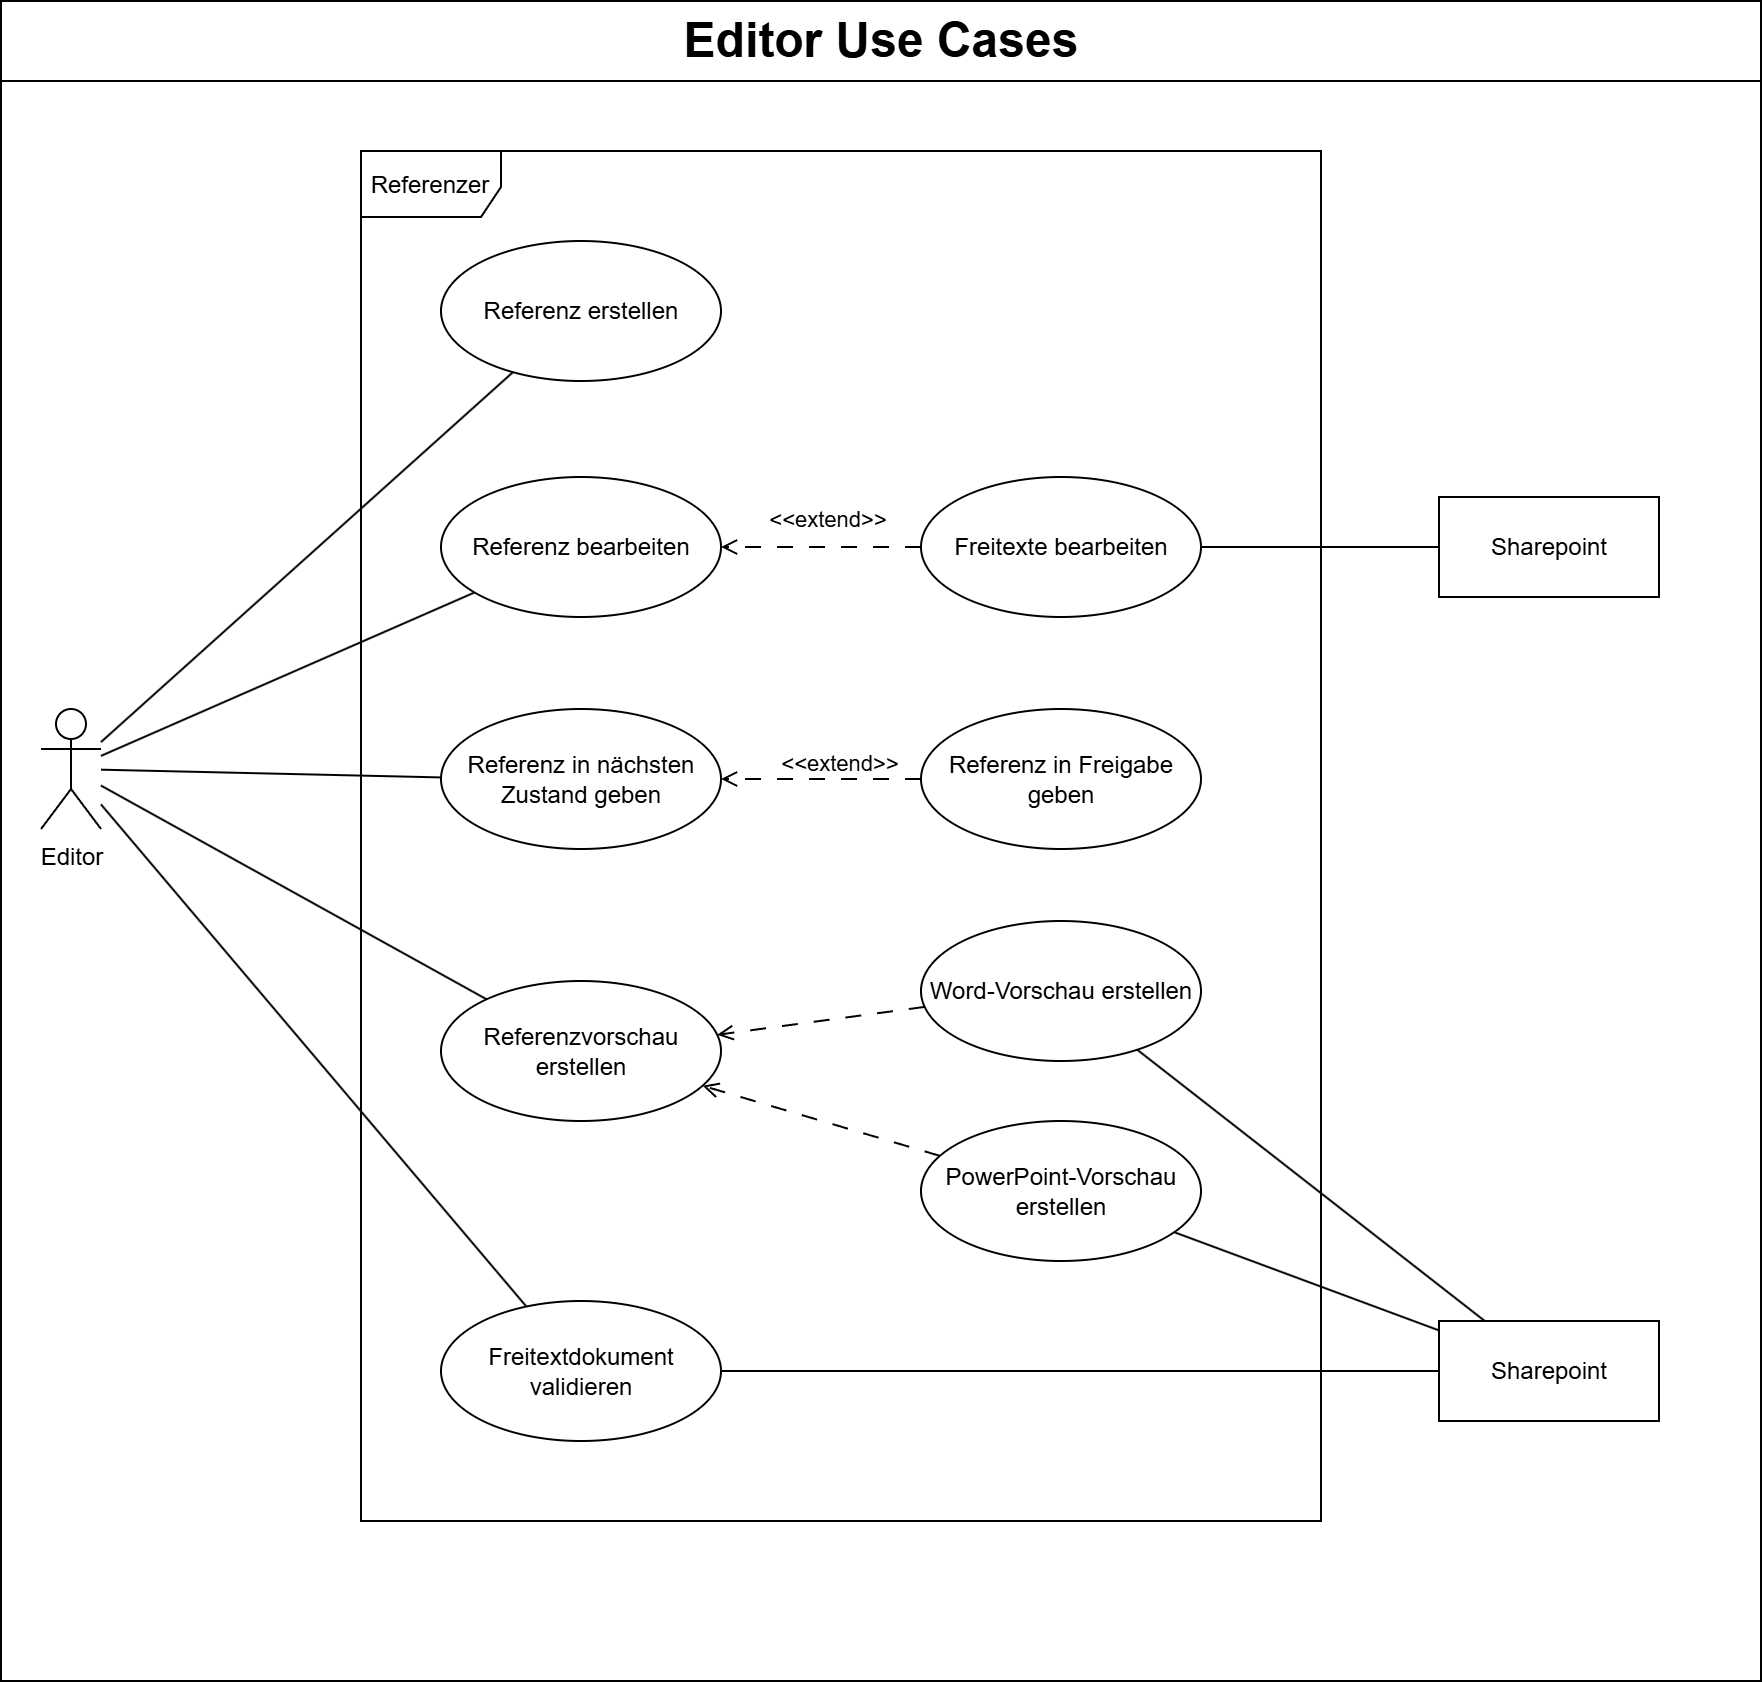 Editor Use Cases
Referenzer
Referenz erstellen
Referenz bearbeiten
<<extend>>
Freitexte bearbeiten
Sharepoint
Referenz in nächsten
Zustand geben
<<extend>>
Referenz in Freigabe
geben
Editor
Word-Vorschau erstellen
Referenzvorschau
erstellen
PowerPoint-Vorschau
erstellen
Freitextdokument
validieren
Sharepoint